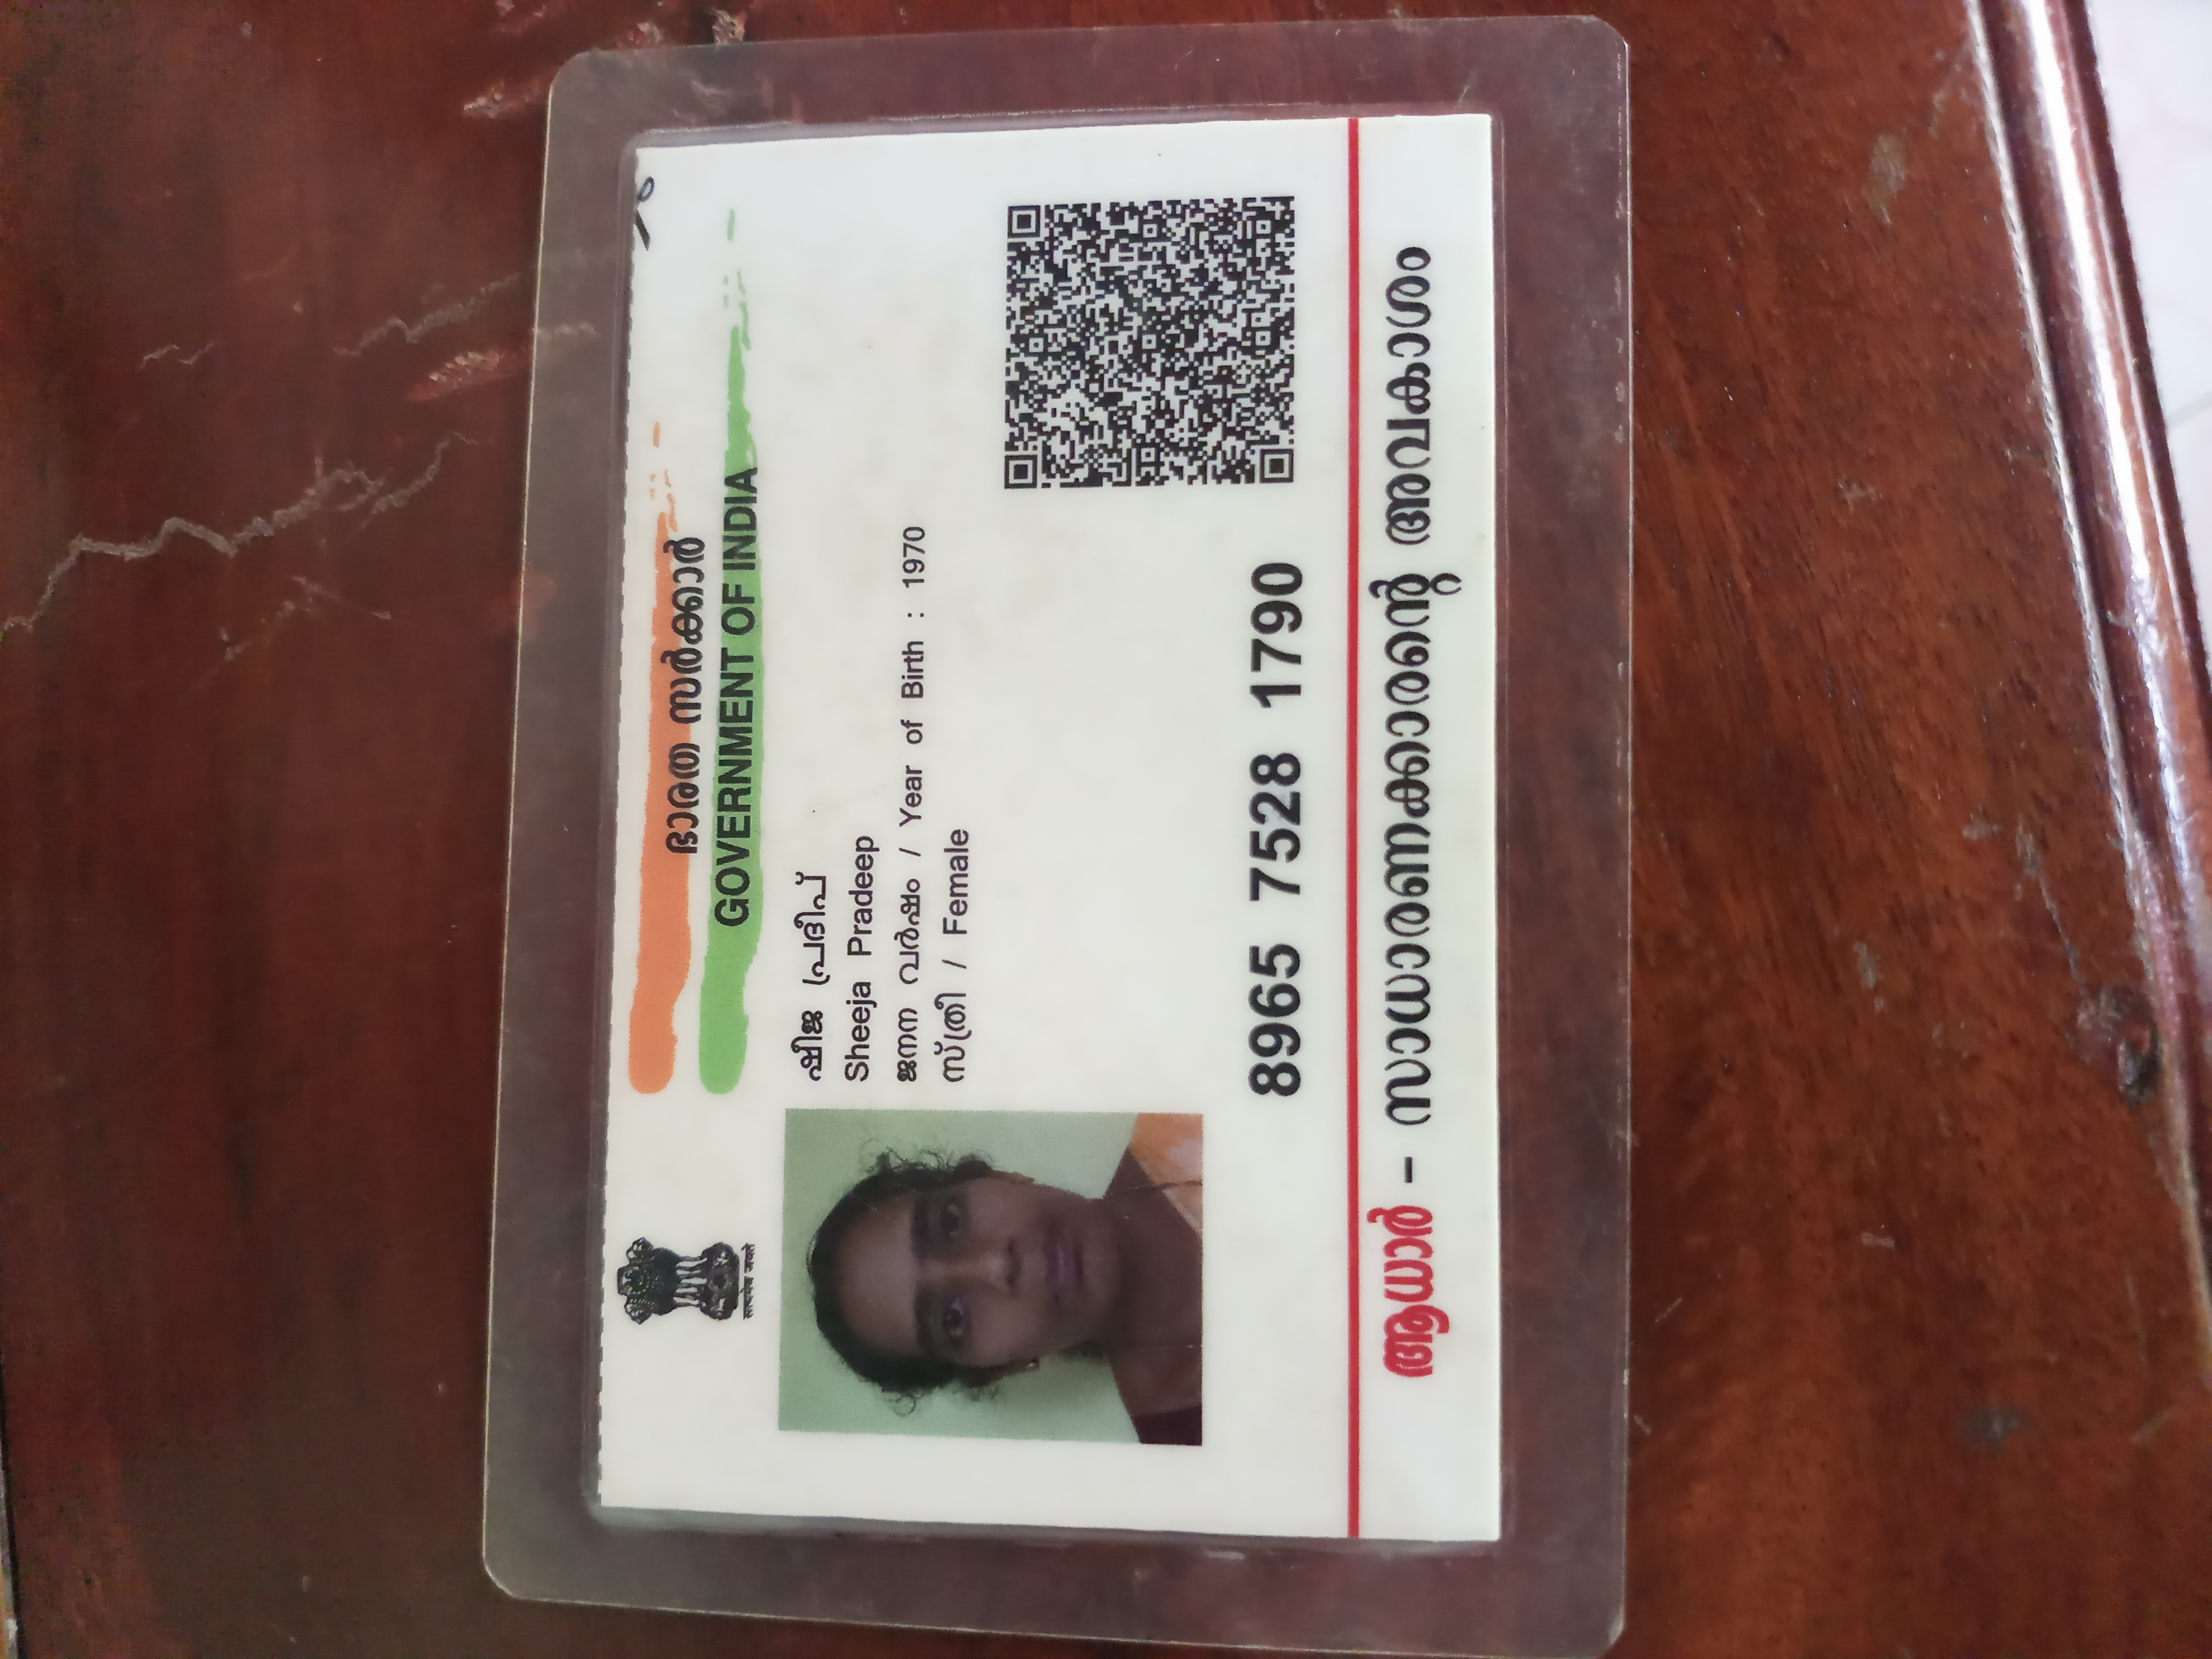 सत्यमेव जयते
ഭാരത സർക്കാർ
GOVERNMENT OF INDIA
ഷീജ പ്രദീപ്
Sheeja Pradeep
ജനന വർഷം / Year of Birth : 1970
സ്ത്രീ / Female
8965 7528 1790
ആധാർ - സാധാരണക്കാരന്റെ അവകാശം